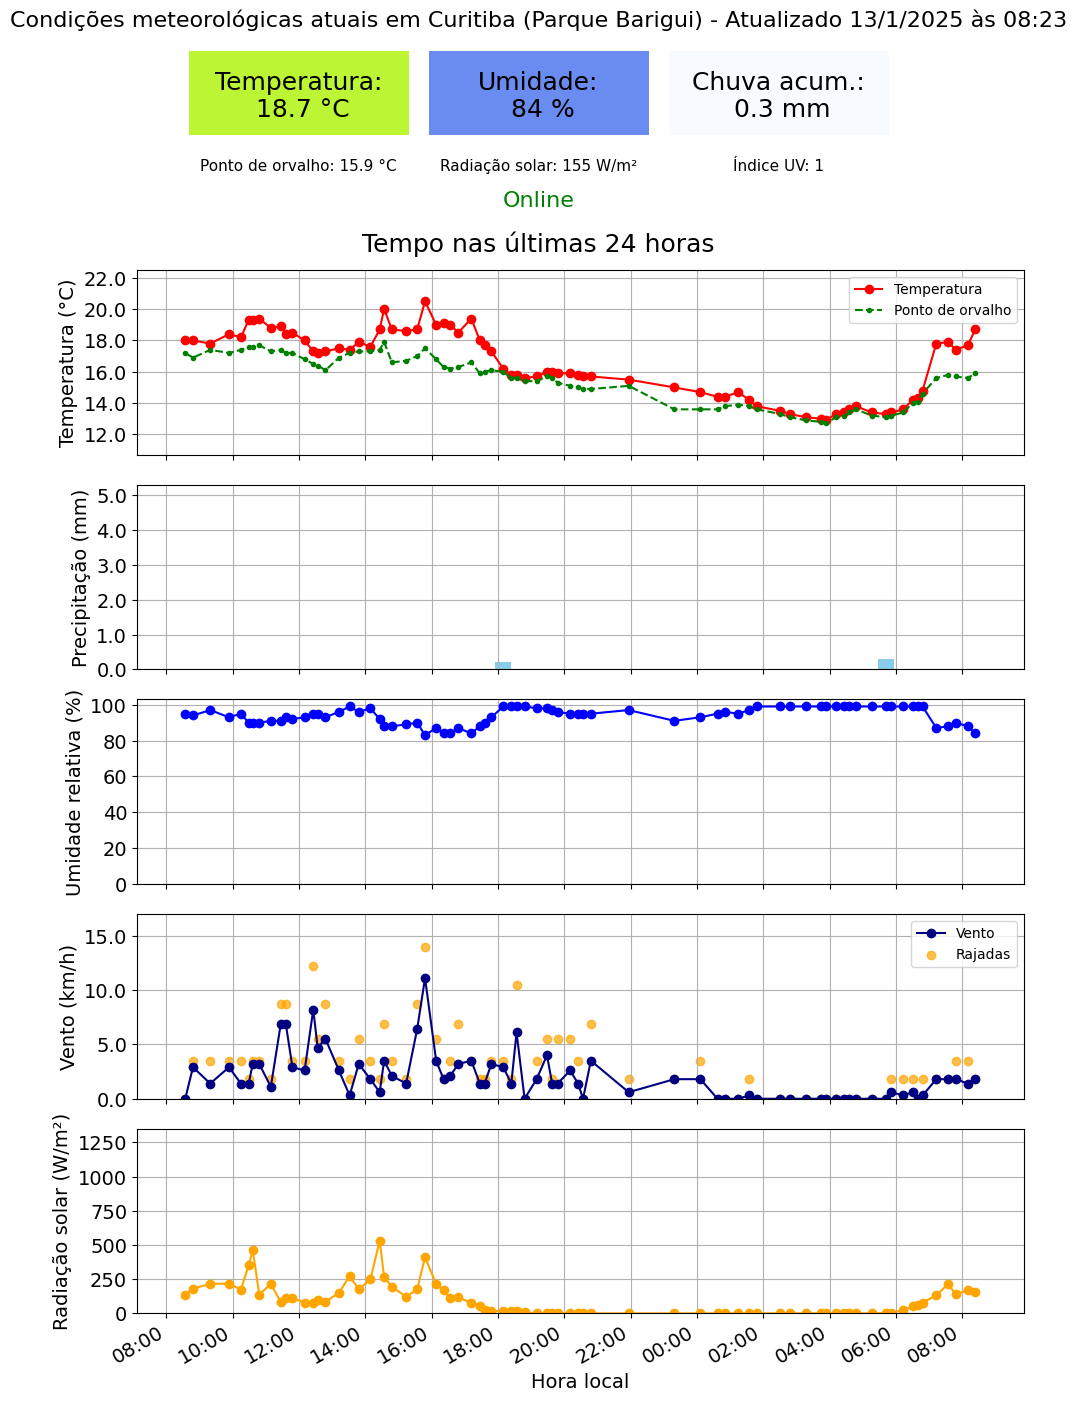 Condições meteorológicas atuais em Curitiba (Parque Barigui) - Atualizado 13/1/2025 às 08:23
Temperatura:
18.7 °C
Umidade:
84 %
Chuva acum.:
0.3 mm
Ponto de orvalho: 15.9 °C
Radiação solar: 155 W/m²
Índice UV: 1
Online
Tempo nas últimas 24 horas
Temperatura (°C)
22.0
20.0
18.0
16.0
14.0
12.0
Temperatura
Ponto de orvalho
Precipitação (mm)
5.0
4.0
3.0
2.0
1.0
0.0
Umidade relativa (%)
100
80
60
40
20
0
Vento (km/h)
15.0
10.0
5.0
0.0
Vento
Rajadas
Radiação solar (W/m²)
1250
1000
750
500
250
0
08:00
10:00
12:00
14:00
16:00
18:00
20:00
22:00
00:00
02:00
04:00
06:00
08:00
Hora local